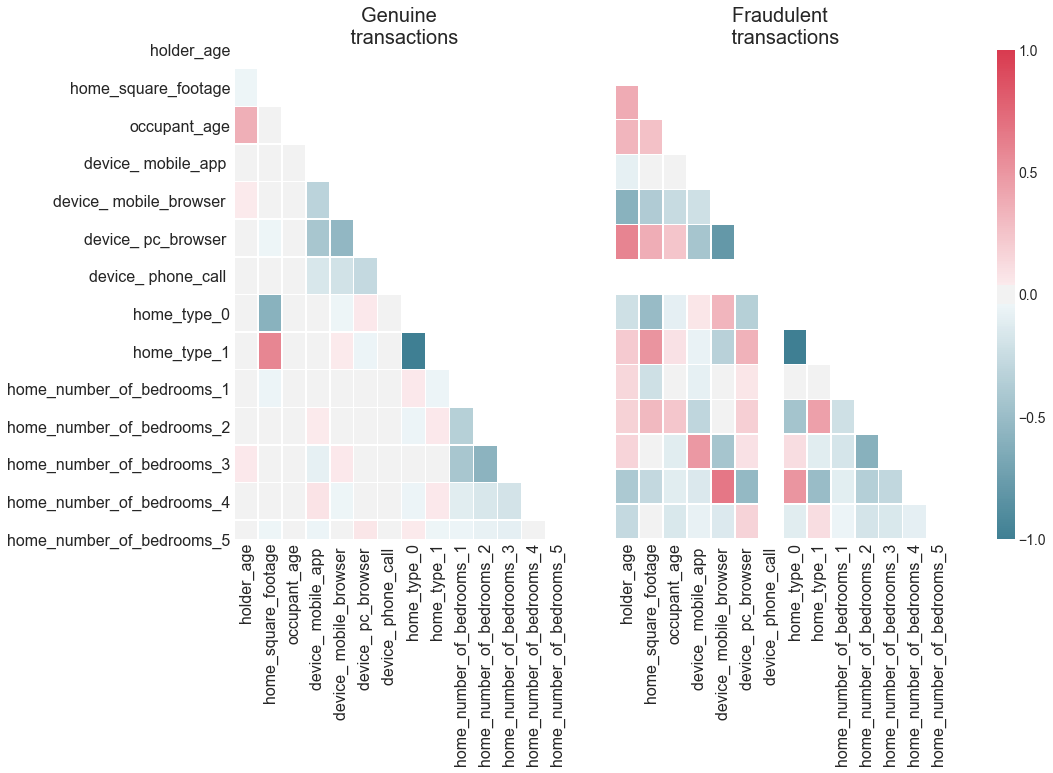 Genuine
transactions
Fraudulent
transactions
holder_age
home_square_footage
occupant_age
device_ mobile_app
device_ mobile_browser
device_ pc_browser
device_ phone_call
home_type_0
home_type_1
home_number_of_bedrooms_1
home_number_of_bedrooms_2
home_number_of_bedrooms_3
home_number_of_bedrooms_4
home_number_of_bedrooms_5
holder_age
home_square_footage
occupant_age
device_ mobile_app
device_ mobile_browser
device_ pc_browser
device_ phone_call
home_type_0
home_type_1
home_number_of_bedrooms_1
home_number_of_bedrooms_2
home_number_of_bedrooms_3
home_number_of_bedrooms_4
home_number_of_bedrooms_5
holder_age
home_square_footage
occupant_age
device_ mobile_app
device_ mobile_browser
device_ pc_browser
device_ phone_call
home_type_0
home_type_1
home_number_of_bedrooms_1
home_number_of_bedrooms_2
home_number_of_bedrooms_3
home_number_of_bedrooms_4
home_number_of_bedrooms_5
1.0
0.5
0.0
−0.5
−1.0